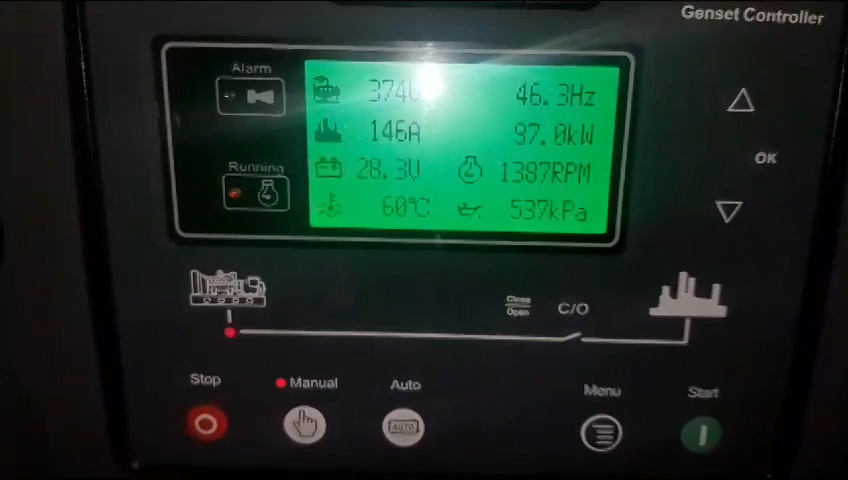 Genset Controller
Alarm
374V 46.3Hz
146A 97.0kW
OK
Running
28.3V 1387RPM
60℃ 537kPa
Close
Open
C/O
Stop
Manual
Auto
Menu
Start
AUTO